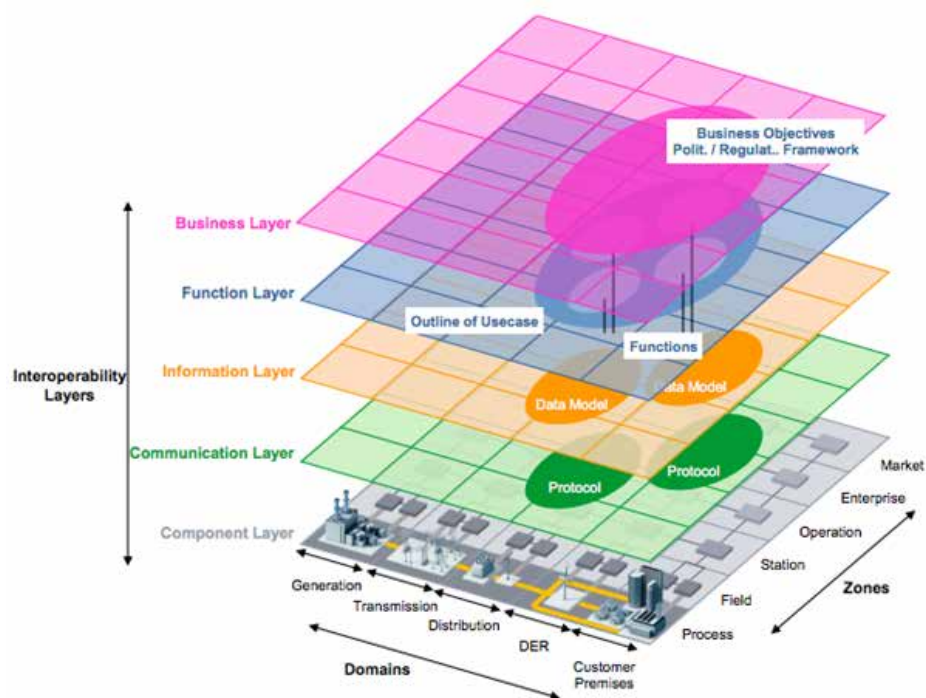 Business Objectives
Polit. / Regulat.. Framework
Business Layer
Function Layer
Outline of Usecase
Functions
Interoperability
Layers
Information Layer
Data Model
Data Model
Communication Layer
Protocol
Protocol
Component Layer
Market
Enterprise
Operation
Station
Field
Process
Zones
Generation
Transmission
Distribution
DER
Customer
Premises
Domains